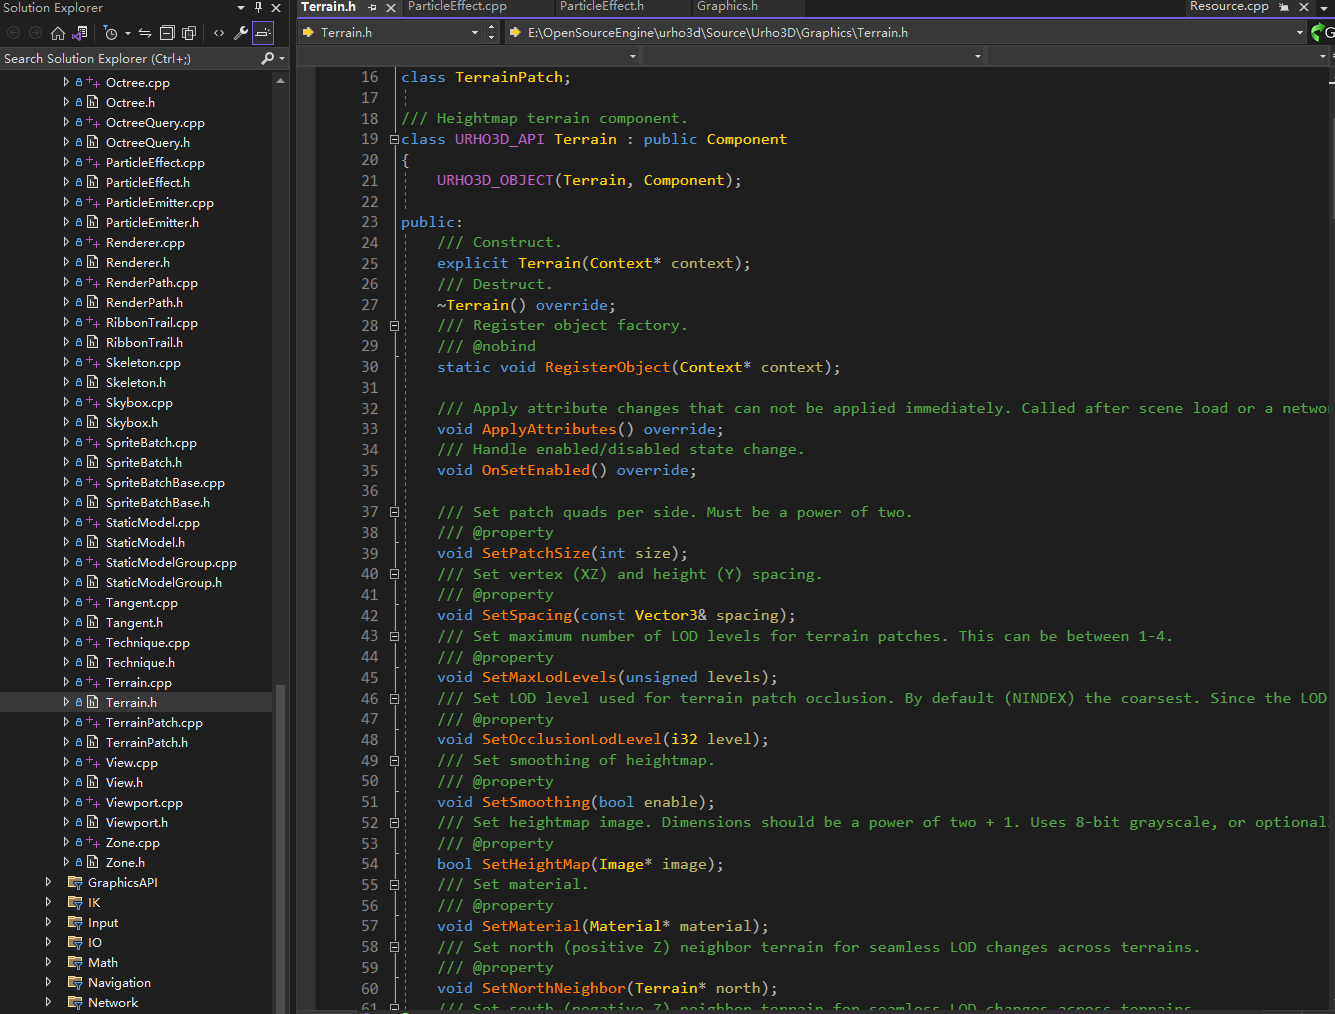 Solution Explorer
Search Solution Explorer (Ctrl+;)
Octree.cpp
Octree.h
OctreeQuery.cpp
OctreeQuery.h
ParticleEffect.cpp
ParticleEffect.h
ParticleEmitter.cpp
ParticleEmitter.h
Renderer.cpp
Renderer.h
RenderPath.cpp
RenderPath.h
RibbonTrail.cpp
RibbonTrail.h
Skeleton.cpp
Skeleton.h
Skybox.cpp
Skybox.h
SpriteBatch.cpp
SpriteBatch.h
SpriteBatchBase.cpp
SpriteBatchBase.h
StaticModel.cpp
StaticModel.h
StaticModelGroup.cpp
StaticModelGroup.h
Tangent.cpp
Tangent.h
Technique.cpp
Technique.h
Terrain.cpp
Terrain.h
TerrainPatch.cpp
TerrainPatch.h
View.cpp
View.h
Viewport.cpp
Viewport.h
Zone.cpp
Zone.h
GraphicsAPI
IK
Input
IO
Math
Navigation
Network
Terrain.h ParticleEffect.cpp ParticleEffect.h Graphics.h Resource.cpp
Terrain.h E:\OpenSourceEngine\urho3d\Source\Urho3D\Graphics\Terrain.h
16 class TerrainPatch;
17
18 /// Heightmap terrain component.
19 class URHO3D_API Terrain : public Component
20 {
21 URHO3D_OBJECT(Terrain, Component);
22
23 public:
24 /// Construct.
25 explicit Terrain(Context* context);
26 /// Destruct.
27 ~Terrain() override;
28 /// Register object factory.
29 /// @nobind
30 static void RegisterObject(Context* context);
31
32 /// Apply attribute changes that can not be applied immediately. Called after scene load or a netwo
33 void ApplyAttributes() override;
34 /// Handle enabled/disabled state change.
35 void OnSetEnabled() override;
36
37 /// Set patch quads per side. Must be a power of two.
38 /// @property
39 void SetPatchSize(int size);
40 /// Set vertex (XZ) and height (Y) spacing.
41 /// @property
42 void SetSpacing(const Vector3& spacing);
43 /// Set maximum number of LOD levels for terrain patches. This can be between 1-4.
44 /// @property
45 void SetMaxLodLevels(unsigned levels);
46 /// Set LOD level used for terrain patch occlusion. By default (NINDEX) the coarsest. Since the LOD
47 /// @property
48 void SetOcclusionLodLevel(i32 level);
49 /// Set smoothing of heightmap.
50 /// @property
51 void SetSmoothing(bool enable);
52 /// Set heightmap image. Dimensions should be a power of two + 1. Uses 8-bit grayscale, or optional
53 /// @property
54 bool SetHeightMap(Image* image);
55 /// Set material.
56 /// @property
57 void SetMaterial(Material* material);
58 /// Set north (positive Z) neighbor terrain for seamless LOD changes across terrains.
59 /// @property
60 void SetNorthNeighbor(Terrain* north);
61 /// Set south (negative Z) neighbor terrain for seamless LOD changes across terrains.